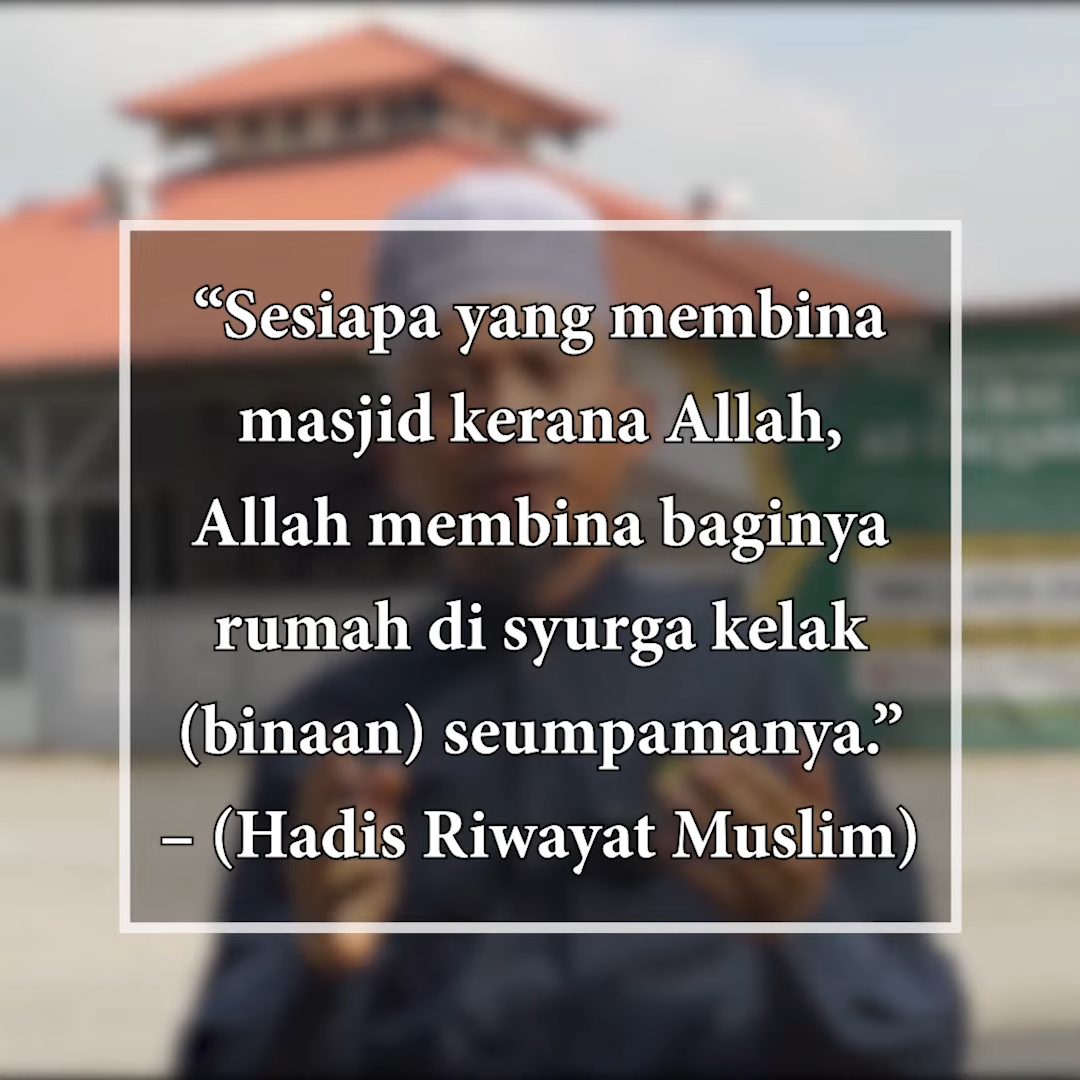 “Sesiapa yang membina
masjid kerana Allah,
Allah membina baginya
rumah di syurga kelak
(binaan) seumpamanya.”
– (Hadis Riwayat Muslim)